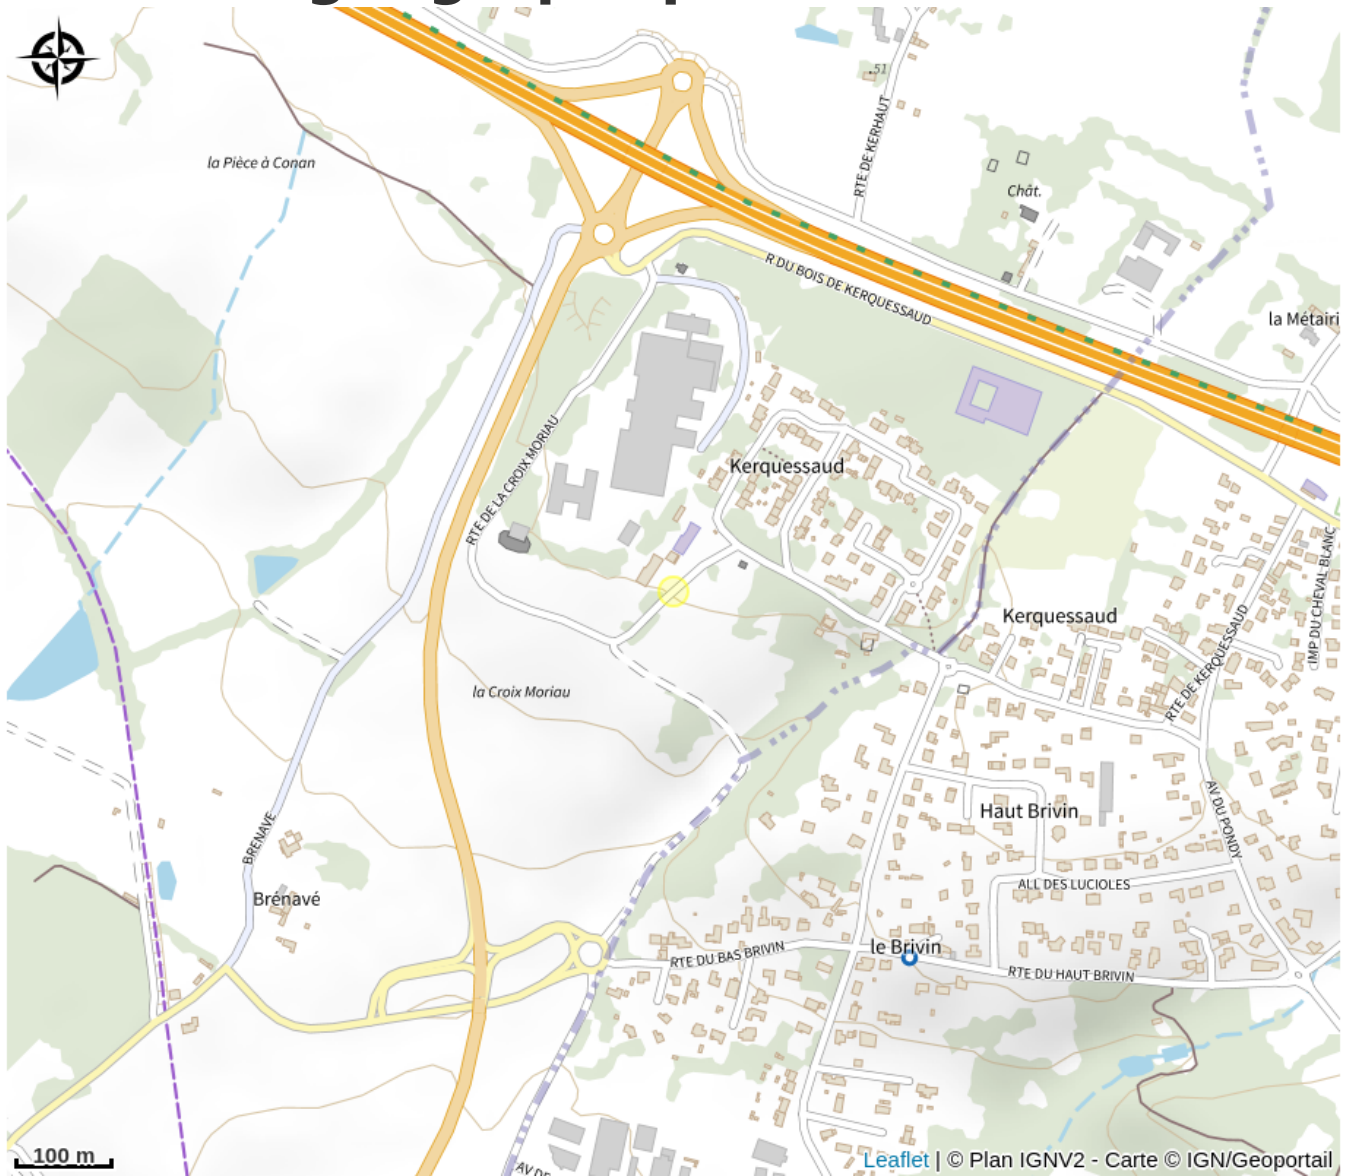 .51
RTE DE KERHAUT
la Pièce à Conan
Chât.
R DU BOIS DE KERQUESSAUD
la Métairi
RTE DE LA CROIX MORIAU
Kerquessaud
IMP DU CHEVAL BLANC
Kerquessaud
RTE DE KERQUESSAUD
la Croix Moriau
Haut Brivin
AV DU PONDY
BRENAVE
ALL DES LUCIOLES
Brénavé
le Brivin
RTE DU BAS BRIVIN
RTE DU HAUT BRIVIN
100 m
AV DE
Leaflet | © Plan IGNV2 - Carte © IGN/Geoportail